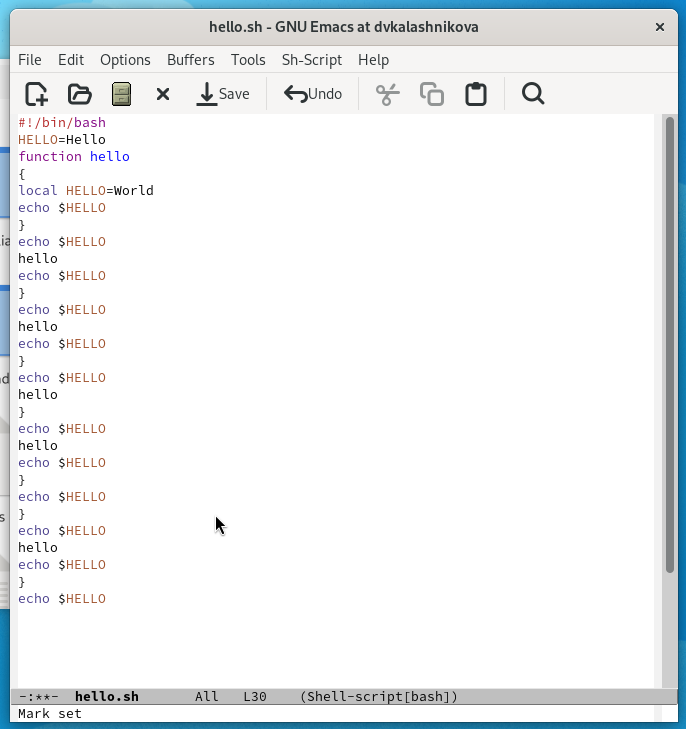 hello.sh - GNU Emacs at dvkalashnikova ×
File Edit Options Buffers Tools Sh-Script Help
Save Undo
#!/bin/bash
HELLO=Hello
function hello
{
local HELLO=World
echo $HELLO
}
echo $HELLO
hello
echo $HELLO
}
echo $HELLO
hello
echo $HELLO
}
echo $HELLO
hello
}
echo $HELLO
hello
echo $HELLO
}
echo $HELLO
}
echo $HELLO
hello
echo $HELLO
}
echo $HELLO
-:**- hello.sh All L30 (Shell-script[bash])
Mark set